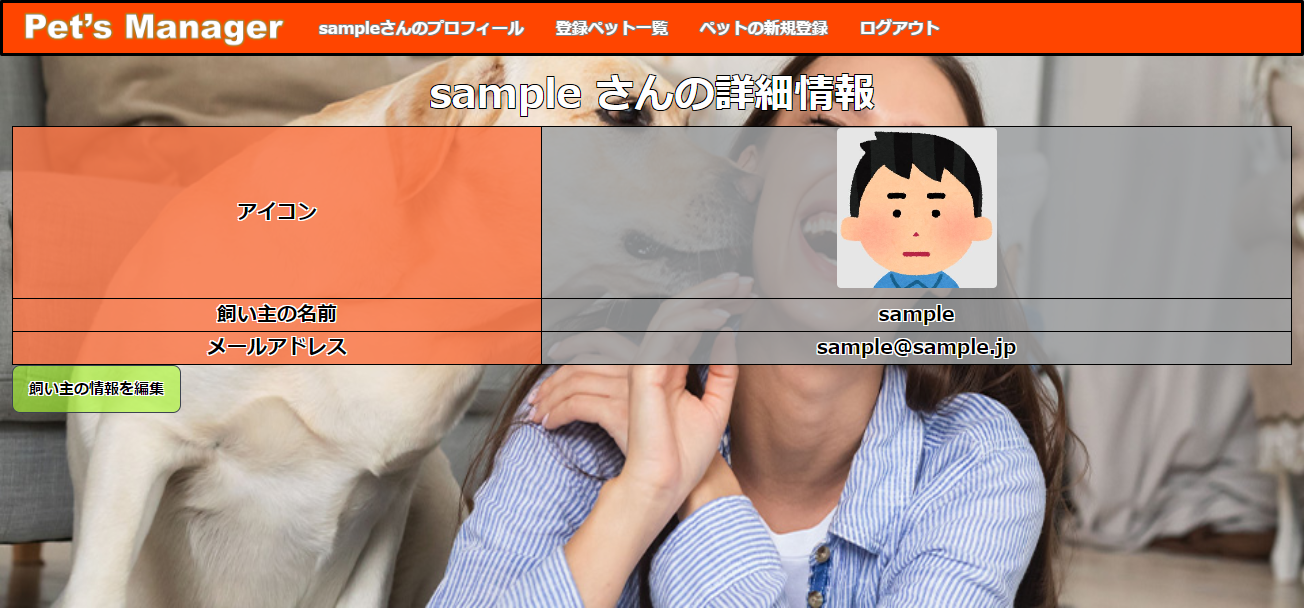 Pet’s Manager sampleさんのプロフィール 登録ペット一覧 ペットの新規登録 ログアウト
sample さんの詳細情報
アイコン
飼い主の名前 sample
メールアドレス sample@sample.jp
飼い主の情報を編集